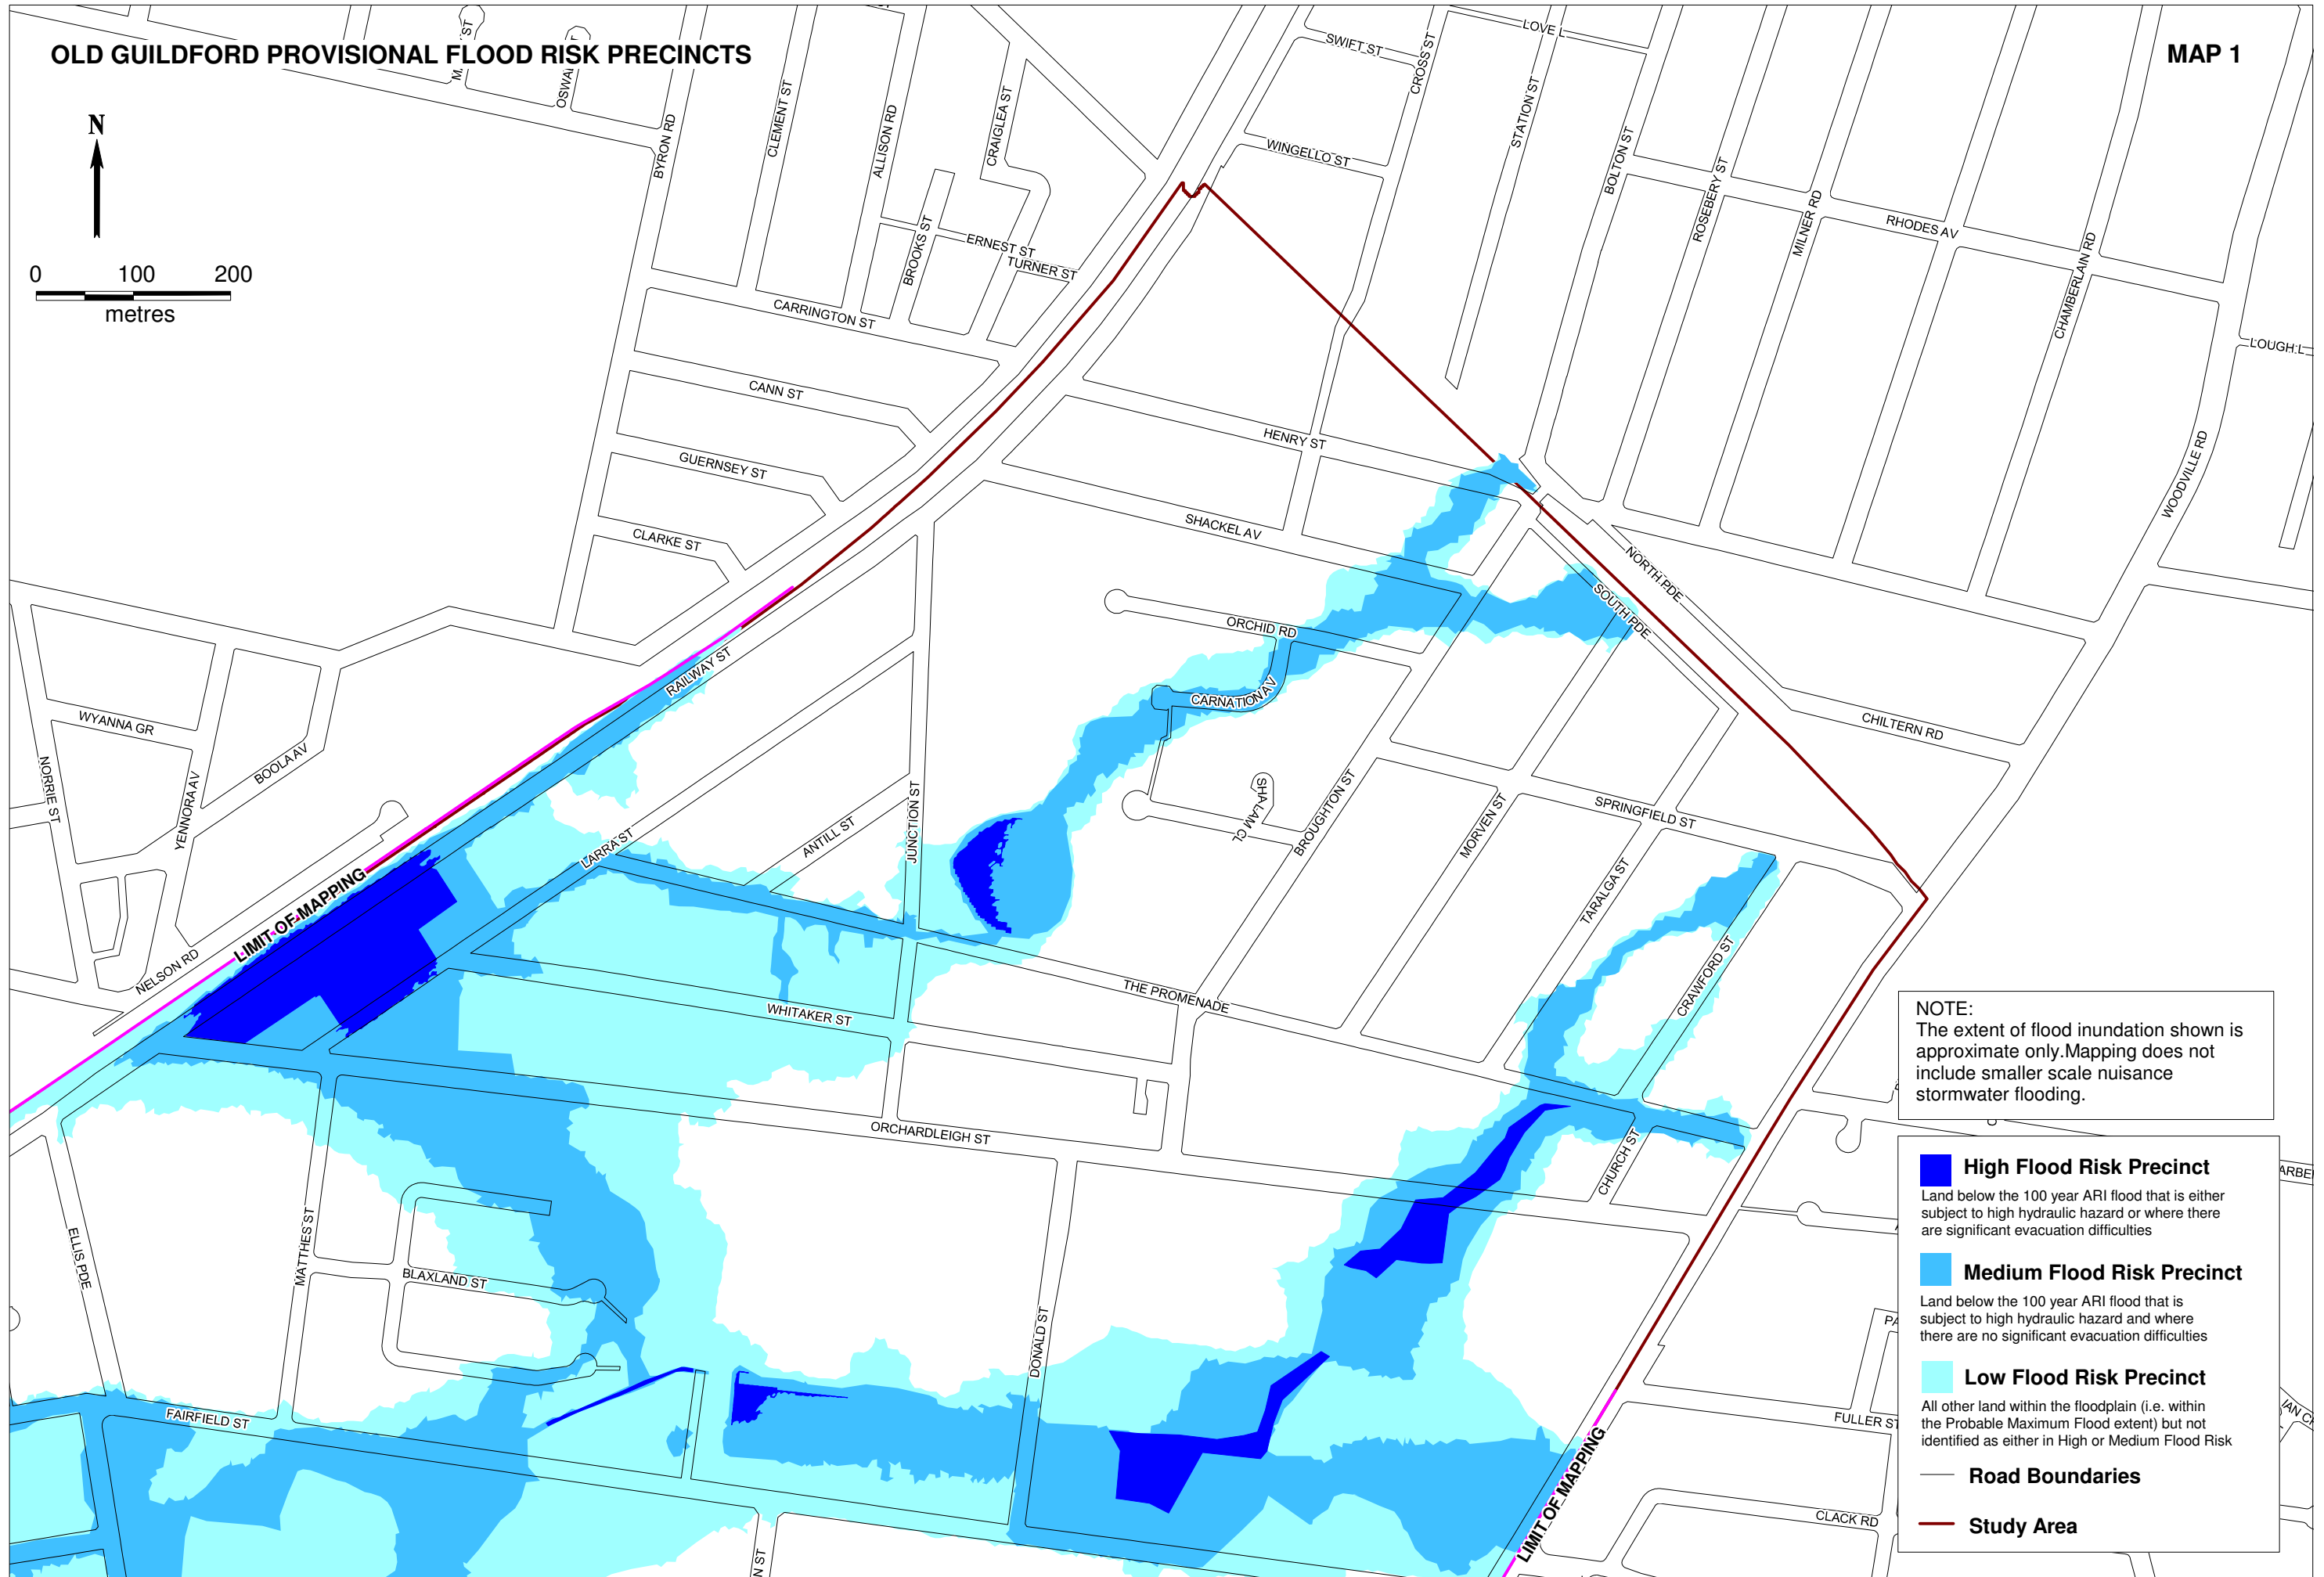 OLD GUILDFORD PROVISIONAL FLOOD RISK PRECINCTS
MAP 1
N
0 100 200
metres
BYRON RD
CLEMENT ST
ALLISON RD
CRAIGLEA ST
BROOKS ST
ERNEST ST
TURNER ST
CARRINGTON ST
CANN ST
GUERNSEY ST
CLARKE ST
SWIFT ST
CROSS ST
LOVE L
WINGELLO ST
STATION ST
BOLTON ST
ROSEBERY ST
MILNER RD
RHODES AV
CHAMBERLAIN RD
LOUGH L
WOODVILLE RD
HENRY ST
SHACKEL AV
NORTH PDE
SOUTH PDE
ORCHID RD
CARNATION AV
RAILWAY ST
CHILTERN RD
WYANNA GR
BOOLA AV
NORRIE ST
YENNORA AV
SHALAM CL
BROUGHTON ST
MORVEN ST
SPRINGFIELD ST
TARALGA ST
CRAWFORD ST
JUNCTION ST
ANTILL ST
LARRA ST
LIMIT OF MAPPING
NELSON RD
THE PROMENADE
WHITAKER ST
ORCHARDLEIGH ST
CHURCH ST
ELLIS PDE
MATTHES ST
BLAXLAND ST
DONALD ST
FAIRFIELD ST
FULLER ST
LIMIT OF MAPPING
CLACK RD
NOTE:
The extent of flood inundation shown is
approximate only.Mapping does not
include smaller scale nuisance
stormwater flooding.
High Flood Risk Precinct
Land below the 100 year ARI flood that is either
subject to high hydraulic hazard or where there
are significant evacuation difficulties
Medium Flood Risk Precinct
Land below the 100 year ARI flood that is
subject to high hydraulic hazard and where
there are no significant evacuation difficulties
Low Flood Risk Precinct
All other land within the floodplain (i.e. within
the Probable Maximum Flood extent) but not
identified as either in High or Medium Flood Risk
Road Boundaries
Study Area